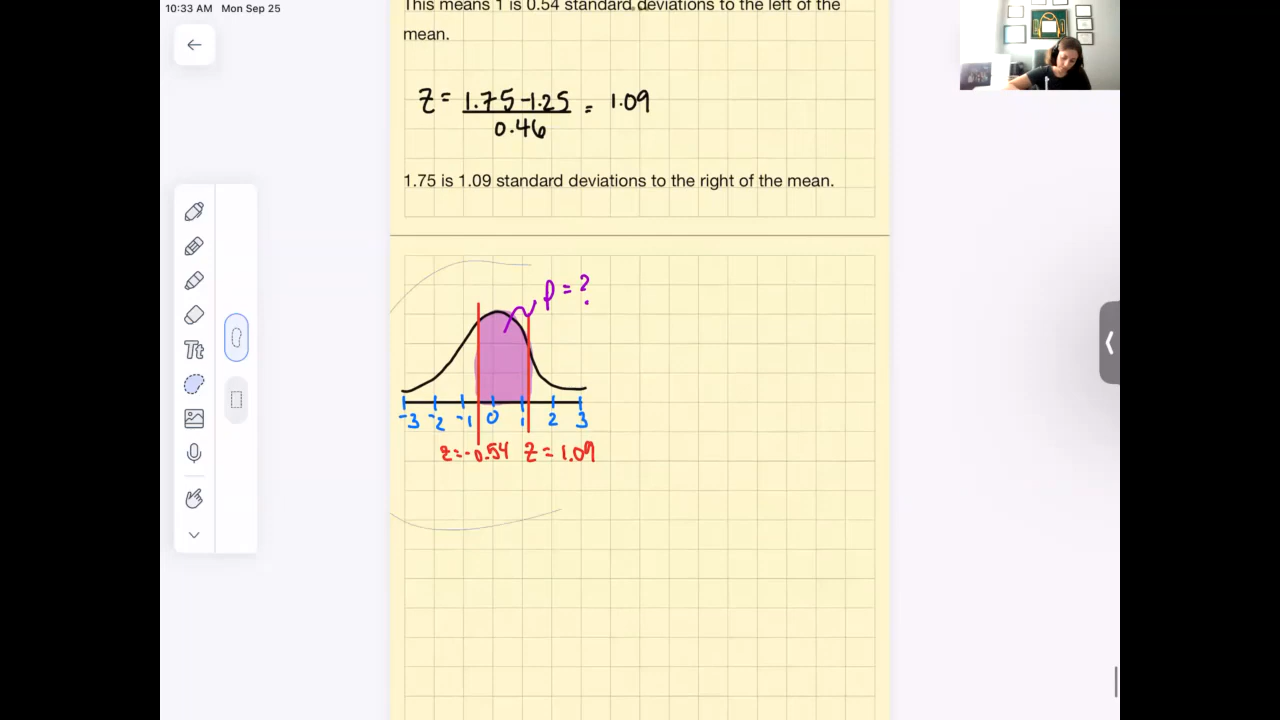 10:33 AM Mon Sep 25
This means 1 is 0.54 standard deviations to the left of the
mean.
Z = 1.75 - 1.25 / 0.46 = 1.09
1.75 is 1.09 standard deviations to the right of the mean.
P = ?
-3 -2 -1 0 1 2 3
z = -0.54 Z = 1.09
Tt